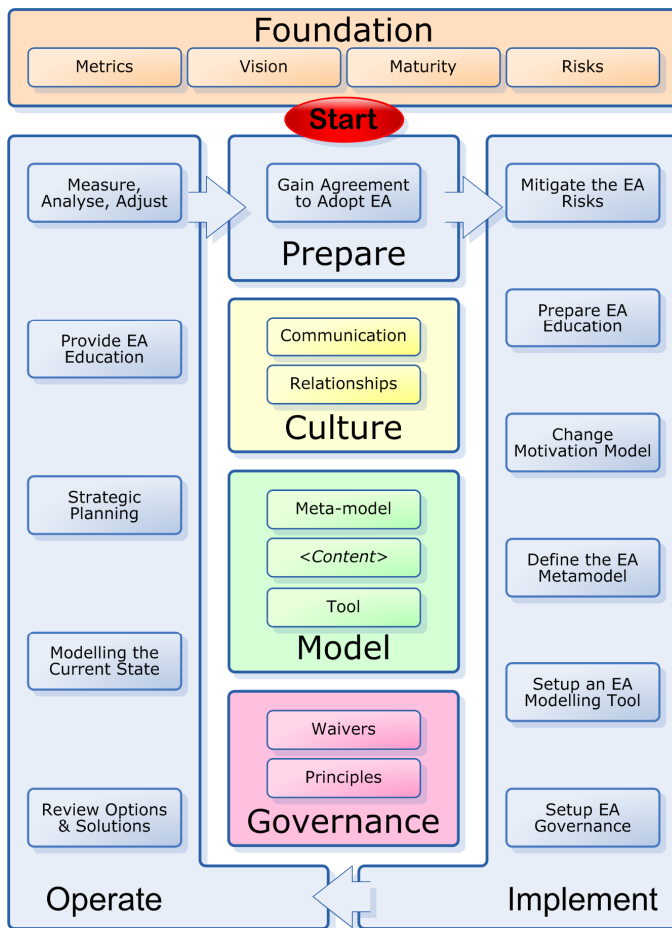 Foundation
Metrics
Vision
Maturity
Risks
Start
Measure,
Analyse, Adjust
Provide EA
Education
Strategic
Planning
Modelling the
Current State
Review Options
& Solutions
Operate
Gain Agreement
to Adopt EA
Prepare
Communication
Relationships
Culture
Meta-model
<Content>
Tool
Model
Waivers
Principles
Governance
Mitigate the EA
Risks
Prepare EA
Education
Change
Motivation Model
Define the EA
Metamodel
Setup an EA
Modelling Tool
Setup EA
Governance
Implement